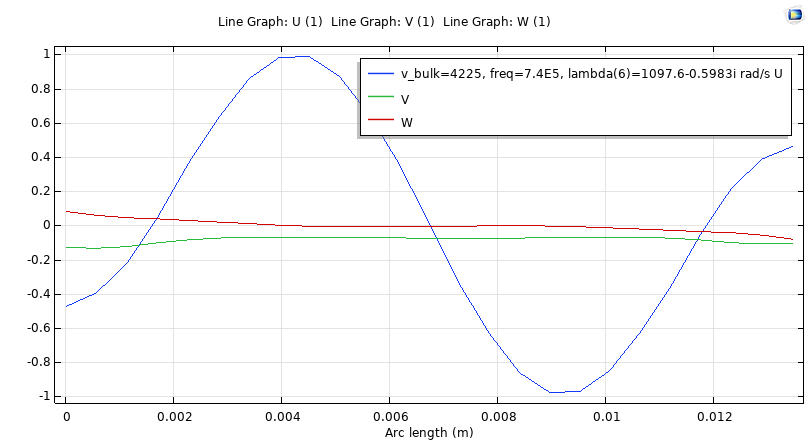 Line Graph: U (1)  Line Graph: V (1)  Line Graph: W (1)
v_bulk=4225, freq=7.4E5, lambda(6)=1097.6-0.5983i rad/s U
V
W
1
0.8
0.6
0.4
0.2
0
-0.2
-0.4
-0.6
-0.8
-1
0 0.002 0.004 0.006 0.008 0.01 0.012
Arc length (m)